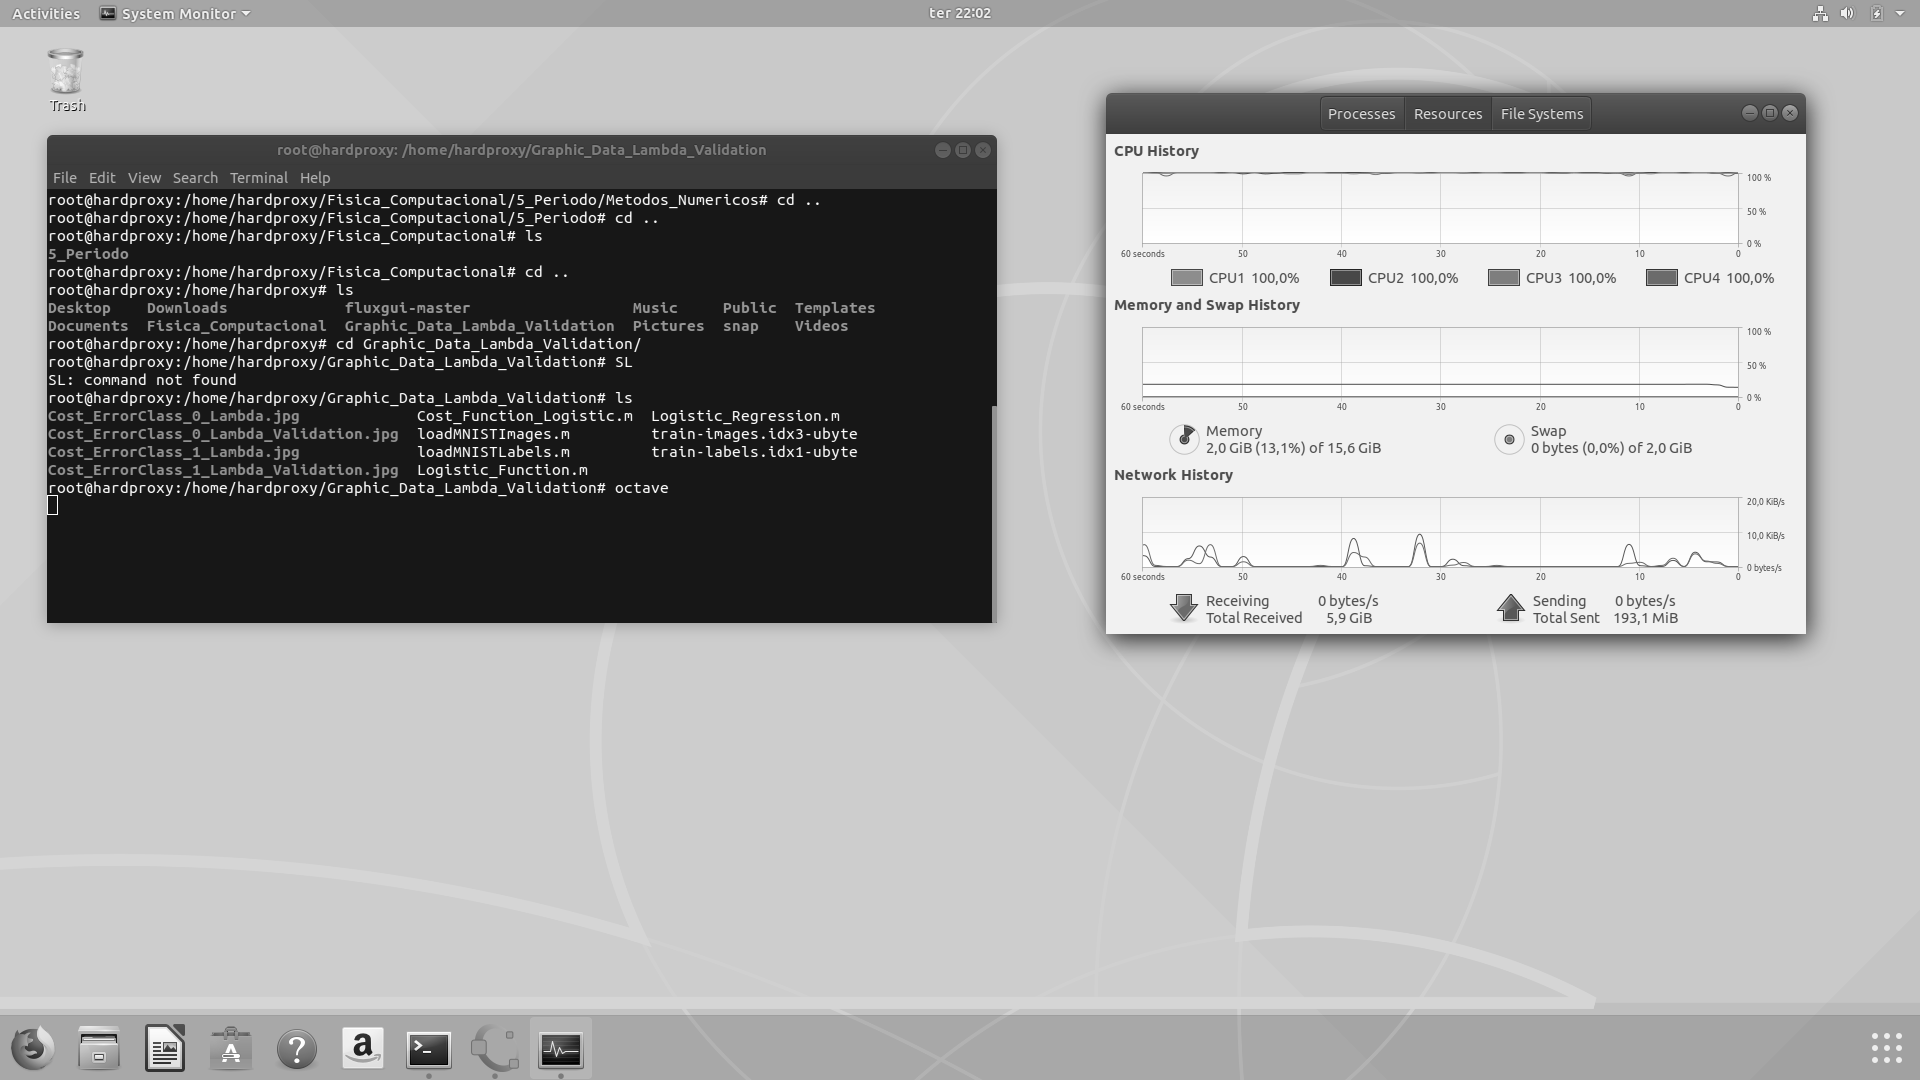 Activities System Monitor ter 22:02
Trash
root@hardproxy: /home/hardproxy/Graphic_Data_Lambda_Validation
File Edit View Search Terminal Help
root@hardproxy:/home/hardproxy/Fisica_Computacional/5_Periodo/Metodos_Numericos# cd ..
root@hardproxy:/home/hardproxy/Fisica_Computacional/5_Periodo# cd ..
root@hardproxy:/home/hardproxy/Fisica_Computacional# ls
5_Periodo
root@hardproxy:/home/hardproxy/Fisica_Computacional# cd ..
root@hardproxy:/home/hardproxy# ls
Desktop Downloads fluxgui-master Music Public Templates
Documents Fisica_Computacional Graphic_Data_Lambda_Validation Pictures snap Videos
root@hardproxy:/home/hardproxy# cd Graphic_Data_Lambda_Validation/
root@hardproxy:/home/hardproxy/Graphic_Data_Lambda_Validation# SL
SL: command not found
root@hardproxy:/home/hardproxy/Graphic_Data_Lambda_Validation# ls
Cost_ErrorClass_0_Lambda.jpg Cost_Function_Logistic.m Logistic_Regression.m
Cost_ErrorClass_0_Lambda_Validation.jpg loadMNISTImages.m train-images.idx3-ubyte
Cost_ErrorClass_1_Lambda.jpg loadMNISTLabels.m train-labels.idx1-ubyte
Cost_ErrorClass_1_Lambda_Validation.jpg Logistic_Function.m
root@hardproxy:/home/hardproxy/Graphic_Data_Lambda_Validation# octave
Processes Resources File Systems
CPU History
100 %
50 %
0 %
60 seconds 50 40 30 20 10 0
CPU1 100,0% CPU2 100,0% CPU3 100,0% CPU4 100,0%
Memory and Swap History
100 %
50 %
0 %
60 seconds 50 40 30 20 10 0
Memory Swap
2,0 GiB (13,1%) of 15,6 GiB 0 bytes (0,0%) of 2,0 GiB
Network History
20,0 KiB/s
10,0 KiB/s
0 bytes/s
60 seconds 50 40 30 20 10 0
Receiving 0 bytes/s Sending 0 bytes/s
Total Received 5,9 GiB Total Sent 193,1 MiB